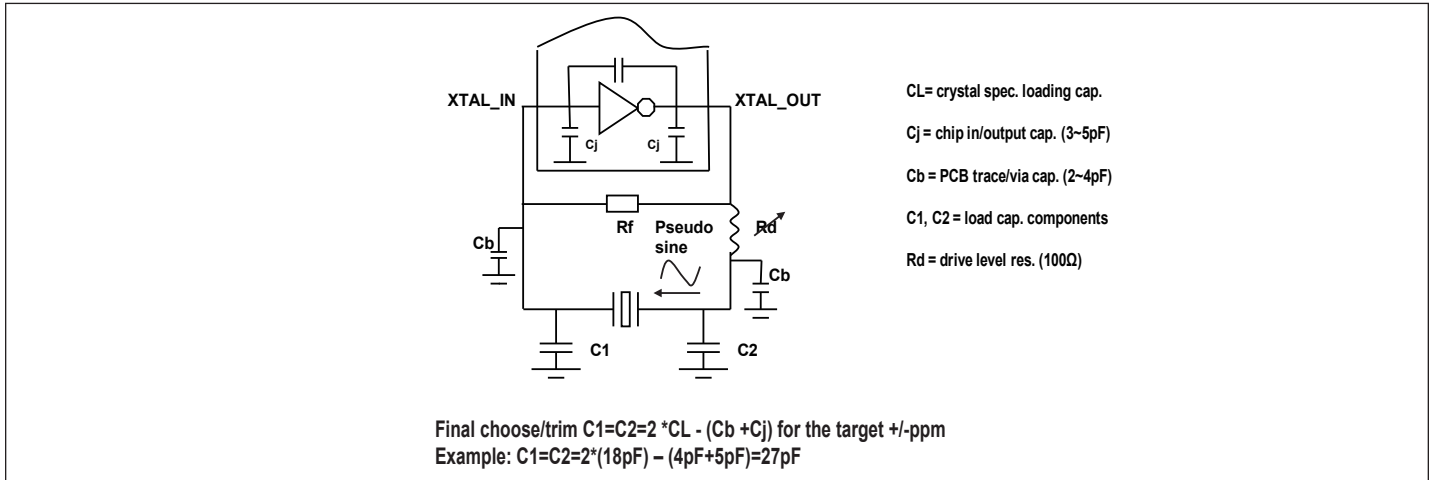 XTAL_IN
XTAL_OUT
Cj
Cj
Rf
Pseudo
sine
Rd
Cb
Cb
C1
C2
CL= crystal spec. loading cap.
Cj = chip in/output cap. (3~5pF)
Cb = PCB trace/via cap. (2~4pF)
C1, C2 = load cap. components
Rd = drive level res. (100Ω)
Final choose/trim C1=C2=2 *CL - (Cb +Cj) for the target +/-ppm
Example: C1=C2=2*(18pF) – (4pF+5pF)=27pF